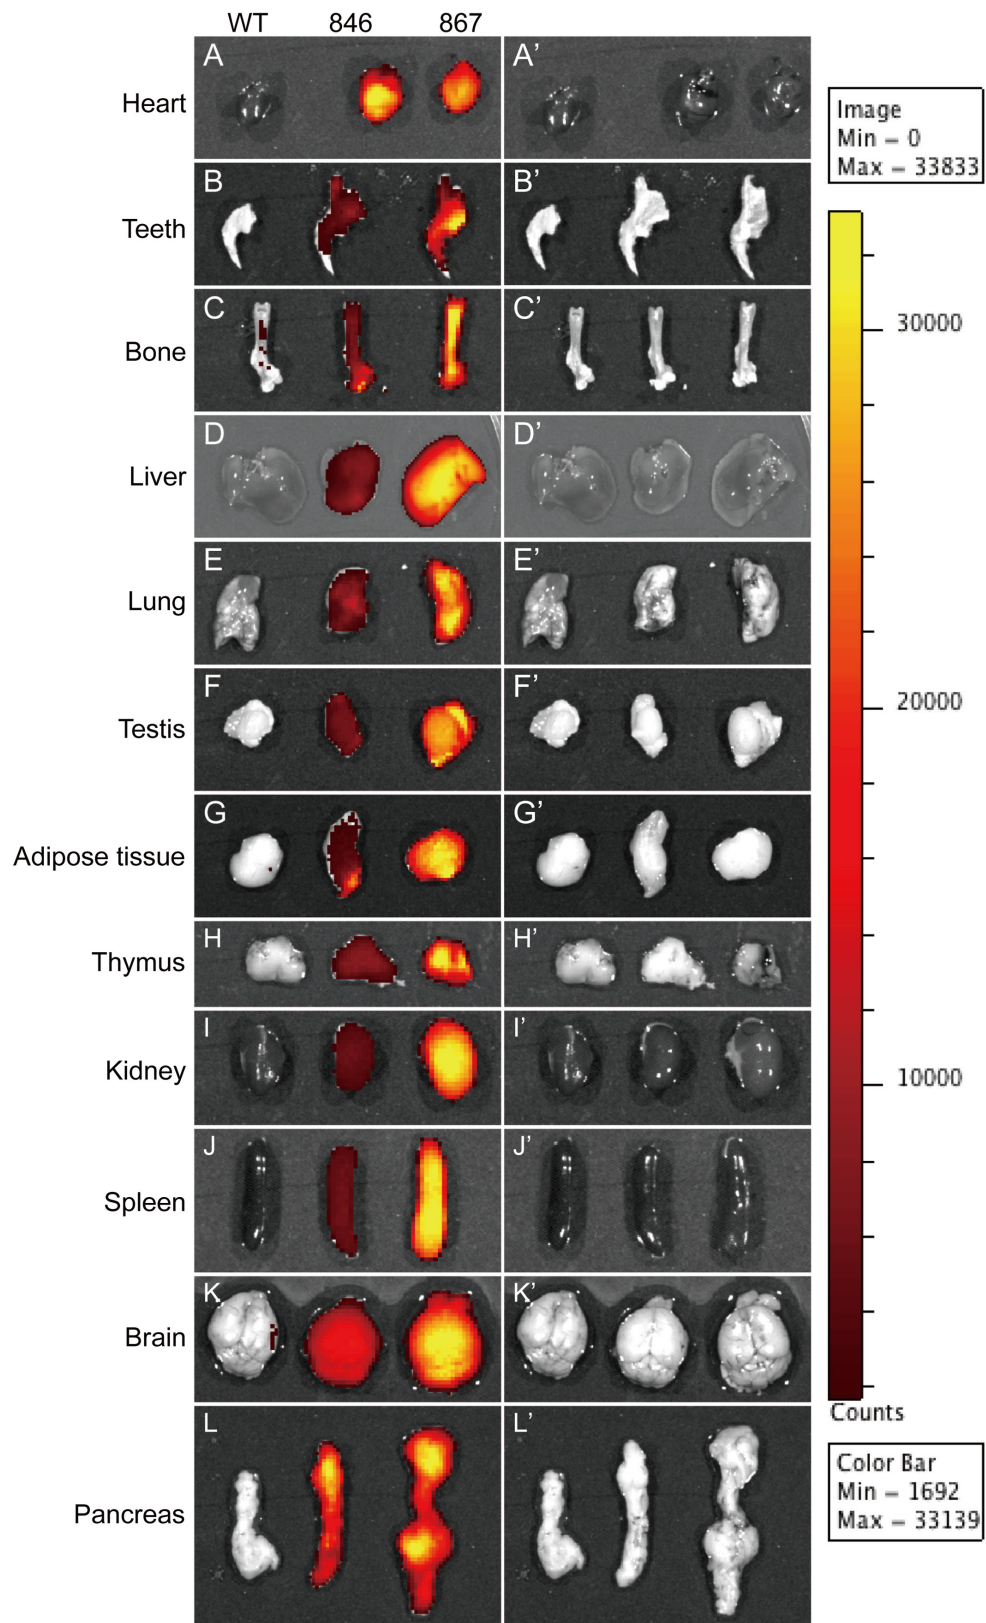 WT 846 867
Heart A A'
Teeth B B'
Bone C C'
Liver D D'
Lung E E'
Testis F F'
Adipose tissue G G'
Thymus H H'
Kidney I I'
Spleen J J'
Brain K K'
Pancreas L L'
Image
Min = 0
Max = 33833
30000
20000
10000
Counts
Color Bar
Min = 1692
Max = 33139